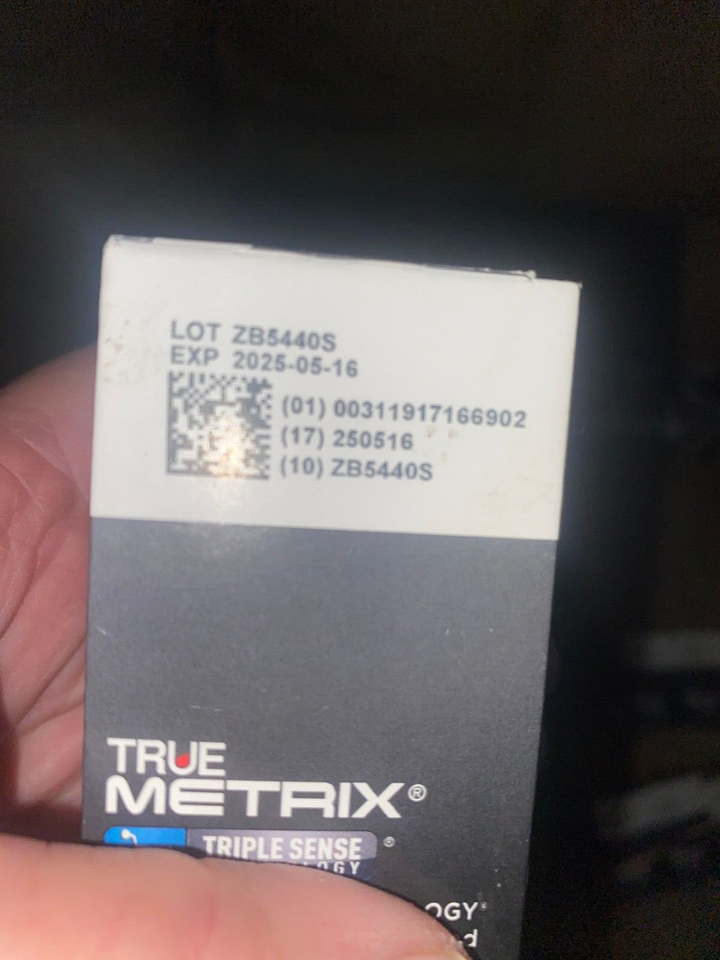 LOT ZB5440S
EXP 2025-05-16
(01) 00311917166902
(17) 250516
(10) ZB5440S
TRUE
METRIX®
TRIPLE SENSE ®